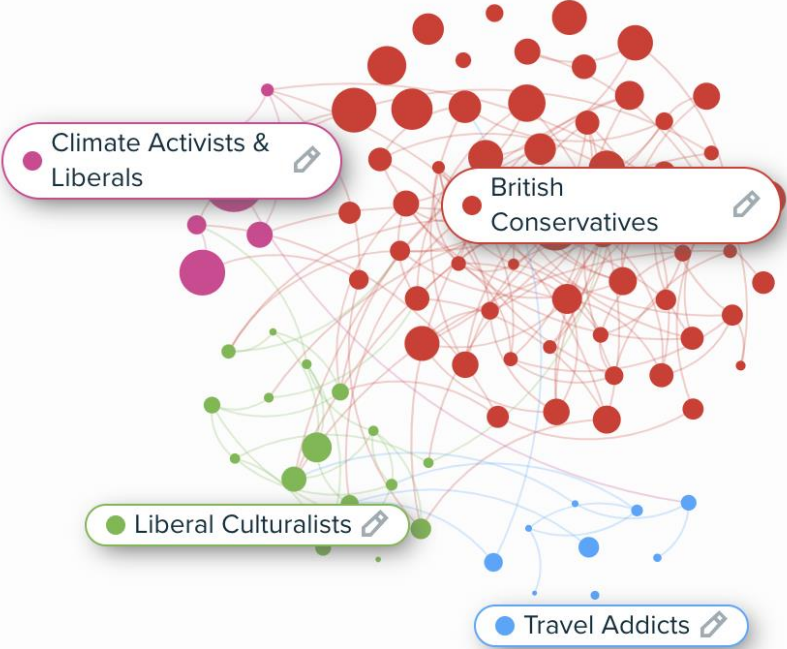 Climate Activists &
Liberals
British
Conservatives
Liberal Culturalists
Travel Addicts